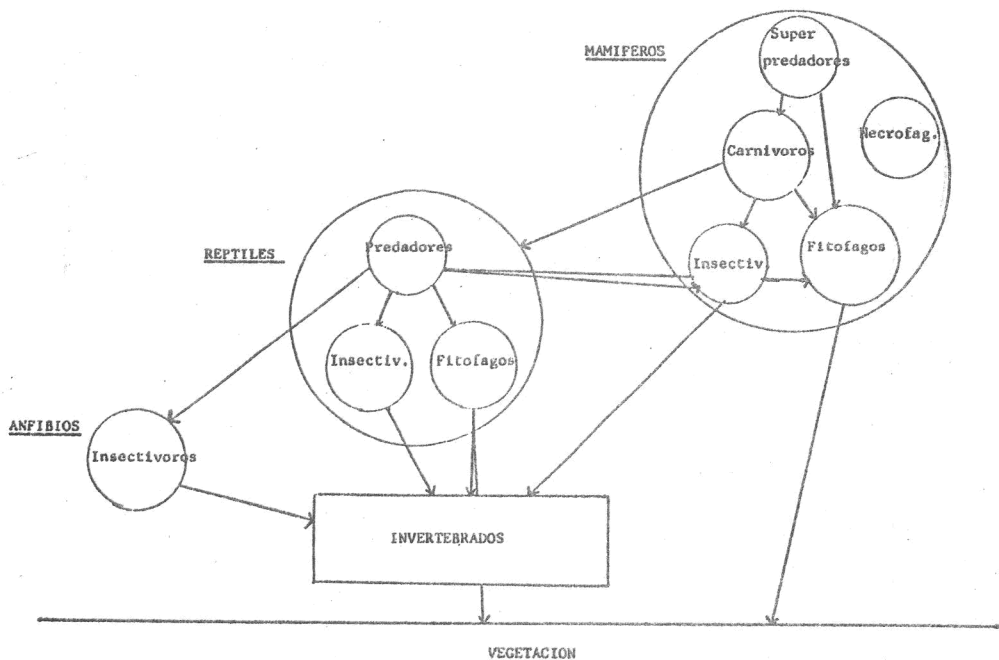 MAMIFEROS
Super
predadores
Necrofag.
Carnivoros
Insectiv.
Fitofagos
REPTILES
Predadores
Insectiv.
Fitofagos
ANFIBIOS
Insectivoros
INVERTEBRADOS
VEGETACION